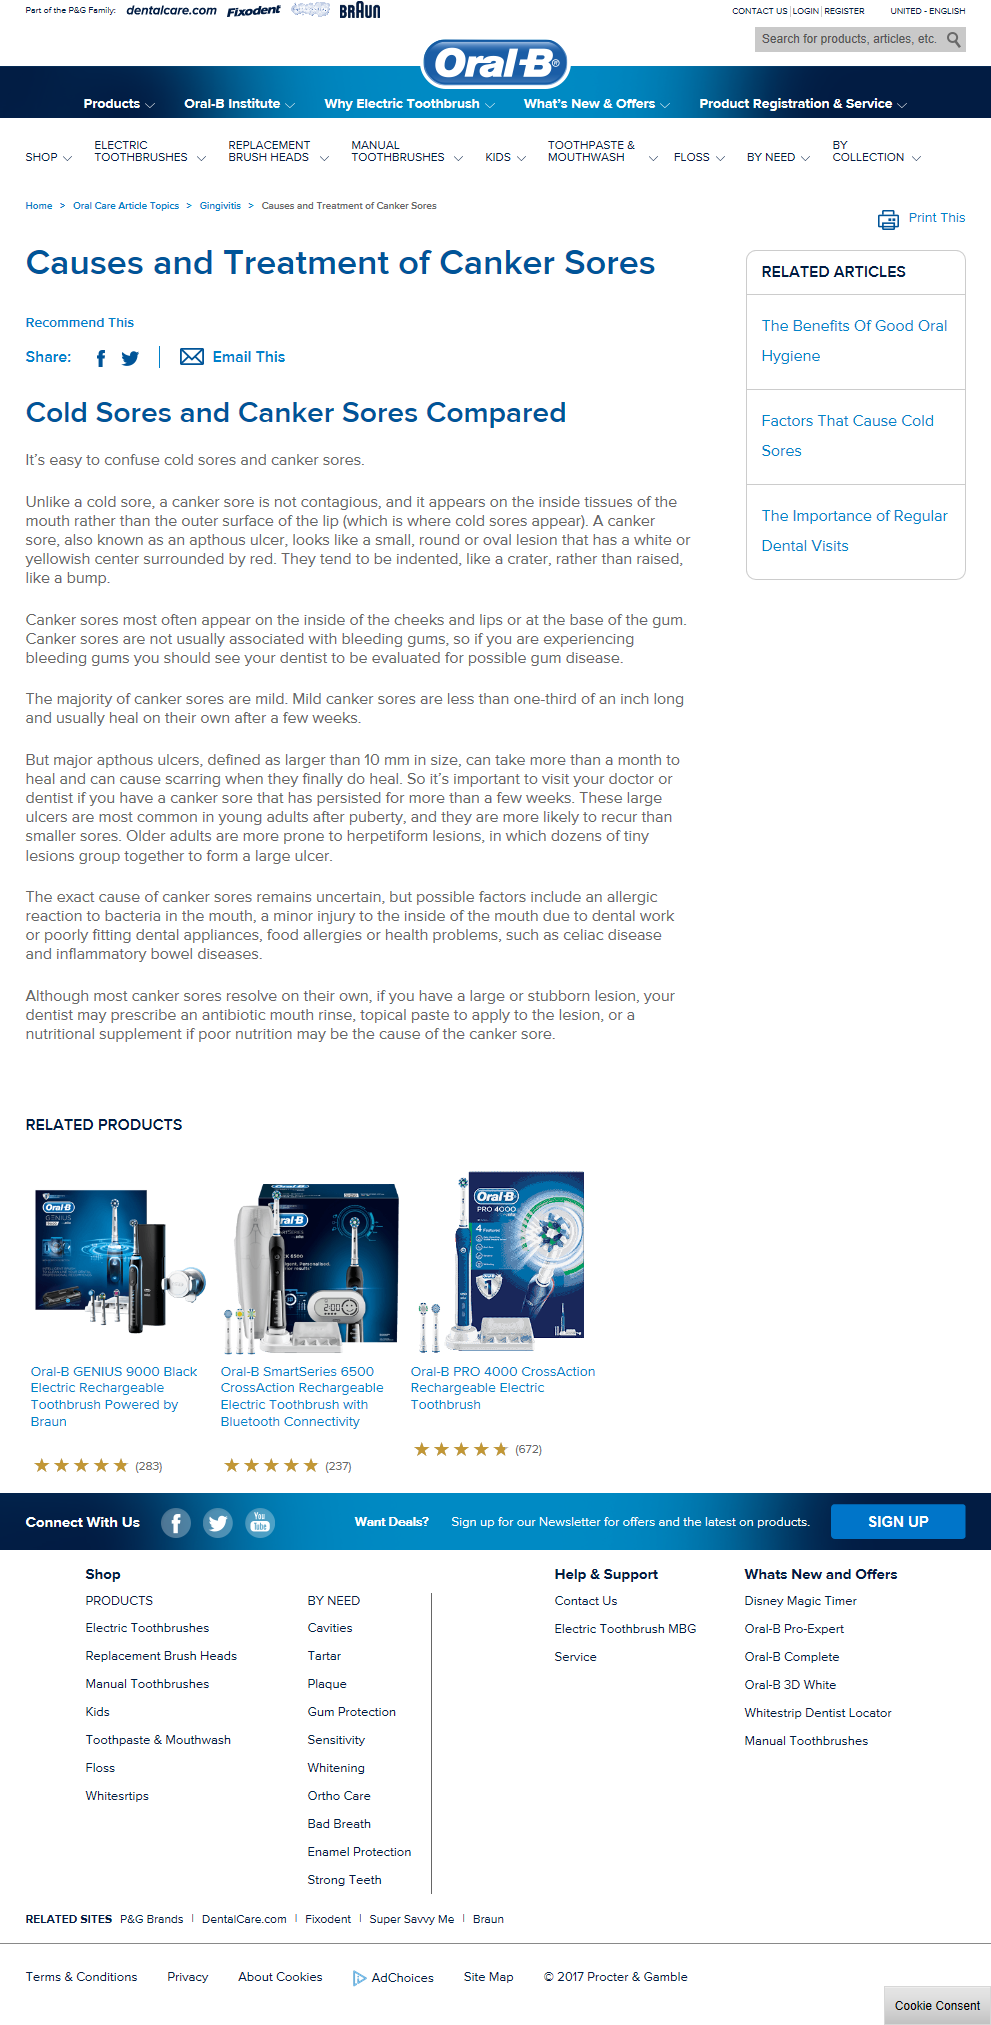 Part of the P&G Family: dentalcare.com Fixodent BRAUN
CONTACT US LOGIN REGISTER UNITED - ENGLISH
Search for products, articles, etc.
Oral-B®
Products Oral-B Institute Why Electric Toothbrush What's New & Offers Product Registration & Service
SHOP ELECTRIC TOOTHBRUSHES REPLACEMENT BRUSH HEADS MANUAL TOOTHBRUSHES KIDS TOOTHPASTE & MOUTHWASH FLOSS BY NEED BY COLLECTION
Home > Oral Care Article Topics > Gingivitis > Causes and Treatment of Canker Sores
Print This
Causes and Treatment of Canker Sores
Recommend This
Share: Email This
Cold Sores and Canker Sores Compared
It's easy to confuse cold sores and canker sores.
Unlike a cold sore, a canker sore is not contagious, and it appears on the inside tissues of the
mouth rather than the outer surface of the lip (which is where cold sores appear). A canker
sore, also known as an apthous ulcer, looks like a small, round or oval lesion that has a white or
yellowish center surrounded by red. They tend to be indented, like a crater, rather than raised,
like a bump.
Canker sores most often appear on the inside of the cheeks and lips or at the base of the gum.
Canker sores are not usually associated with bleeding gums, so if you are experiencing
bleeding gums you should see your dentist to be evaluated for possible gum disease.
The majority of canker sores are mild. Mild canker sores are less than one-third of an inch long
and usually heal on their own after a few weeks.
But major apthous ulcers, defined as larger than 10 mm in size, can take more than a month to
heal and can cause scarring when they finally do heal. So it's important to visit your doctor or
dentist if you have a canker sore that has persisted for more than a few weeks. These large
ulcers are most common in young adults after puberty, and they are more likely to recur than
smaller sores. Older adults are more prone to herpetiform lesions, in which dozens of tiny
lesions group together to form a large ulcer.
The exact cause of canker sores remains uncertain, but possible factors include an allergic
reaction to bacteria in the mouth, a minor injury to the inside of the mouth due to dental work
or poorly fitting dental appliances, food allergies or health problems, such as celiac disease
and inflammatory bowel diseases.
Although most canker sores resolve on their own, if you have a large or stubborn lesion, your
dentist may prescribe an antibiotic mouth rinse, topical paste to apply to the lesion, or a
nutritional supplement if poor nutrition may be the cause of the canker sore.
RELATED ARTICLES
The Benefits Of Good Oral
Hygiene
Factors That Cause Cold
Sores
The Importance of Regular
Dental Visits
RELATED PRODUCTS
Oral-B
GENIUS
Oral-B
2:00
Oral-B
PRO 4000
4
1
Oral-B GENIUS 9000 Black
Electric Rechargeable
Toothbrush Powered by
Braun
(283)
Oral-B SmartSeries 6500
CrossAction Rechargeable
Electric Toothbrush with
Bluetooth Connectivity
(237)
Oral-B PRO 4000 CrossAction
Rechargeable Electric
Toothbrush
(672)
Connect With Us You Tube Want Deals? Sign up for our Newsletter for offers and the latest on products. SIGN UP
Shop
PRODUCTS
Electric Toothbrushes
Replacement Brush Heads
Manual Toothbrushes
Kids
Toothpaste & Mouthwash
Floss
Whitesrtips
BY NEED
Cavities
Tartar
Plaque
Gum Protection
Sensitivity
Whitening
Ortho Care
Bad Breath
Enamel Protection
Strong Teeth
Help & Support
Contact Us
Electric Toothbrush MBG
Service
Whats New and Offers
Disney Magic Timer
Oral-B Pro-Expert
Oral-B Complete
Oral-B 3D White
Whitestrip Dentist Locator
Manual Toothbrushes
RELATED SITES P&G Brands | DentalCare.com | Fixodent | Super Savvy Me | Braun
Terms & Conditions Privacy About Cookies AdChoices Site Map © 2017 Procter & Gamble
Cookie Consent